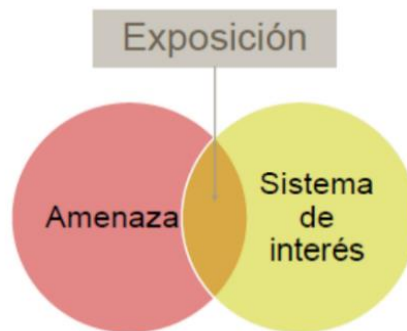 Exposición
Amenaza
Sistema
de
interés